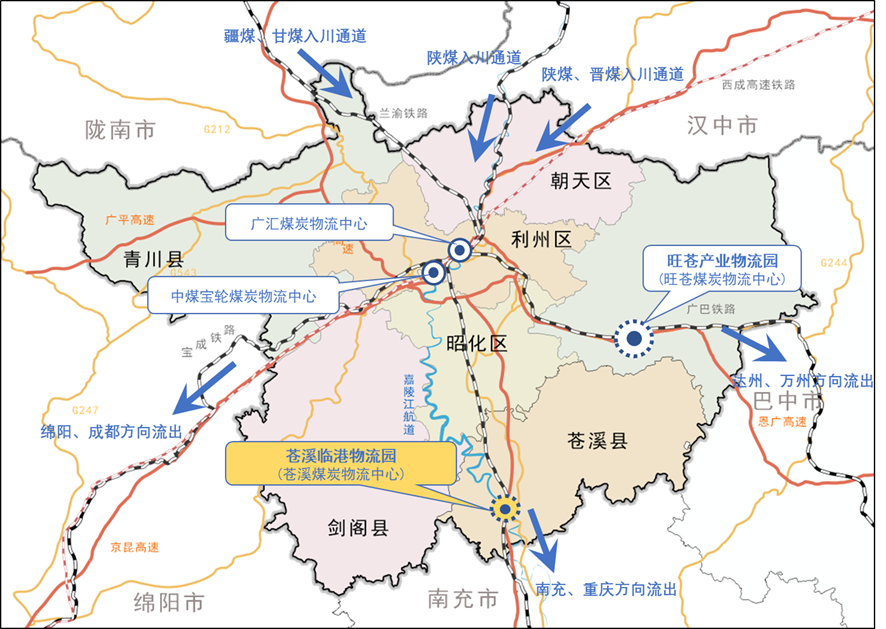 疆煤、甘煤入川通道
陕煤入川通道
陕煤、晋煤入川通道
西成高速铁路
兰渝铁路
陇南市
G212
汉中市
朝天区
广平高速
广汇煤炭物流中心
利州区
高速
青川县
G543
旺苍产业物流园
(旺苍煤炭物流中心)
G244
中煤宝轮煤炭物流中心
广巴铁路
宝成铁路
昭化区
嘉陵江航道
达州、万州方向流出
巴中市
恩广高速
G247
绵阳、成都方向流出
苍溪县
苍溪临港物流园
(苍溪煤炭物流中心)
剑阁县
京昆高速
南充、重庆方向流出
绵阳市
南充市